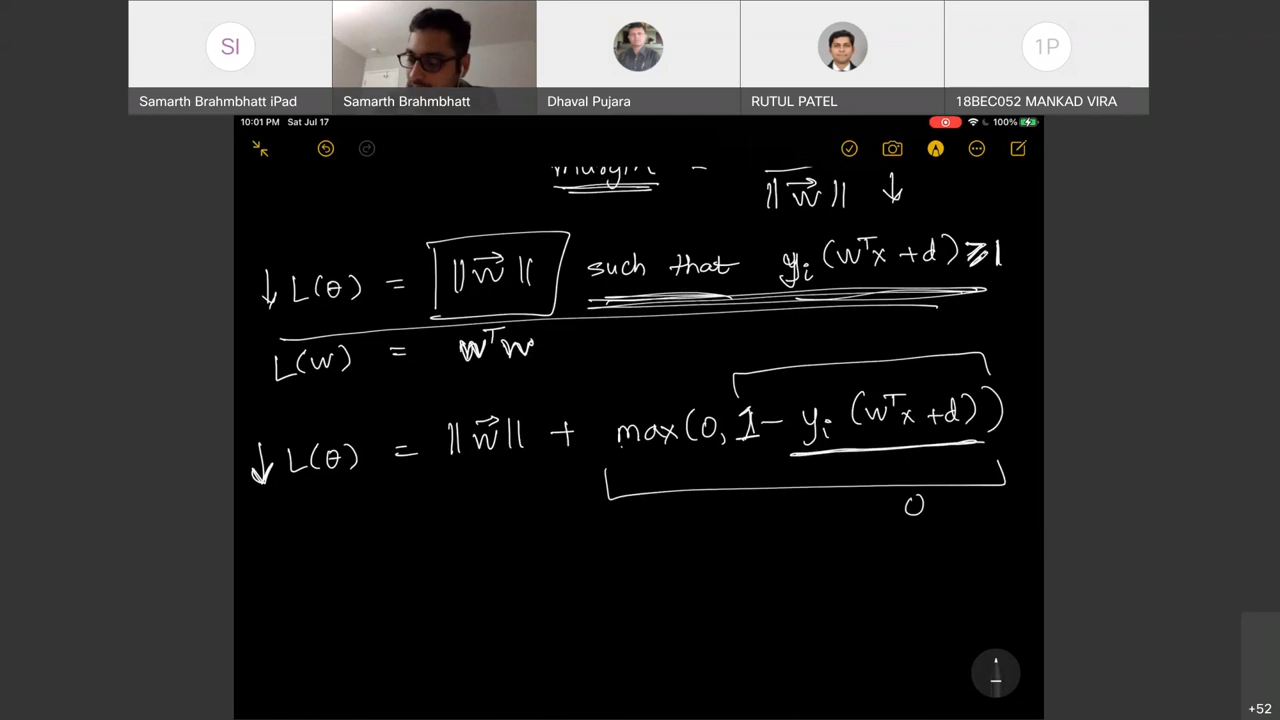 SI
1P
Samarth Brahmbhatt iPad
Samarth Brahmbhatt
Dhaval Pujara
RUTUL PATEL
18BEC052 MANKAD VIRA
10:01 PM Sat Jul 17
100%
margin = ‖w⃗‖ ↓
↓ L(θ) = ‖w⃗‖ such that yᵢ(wᵀx + d) ⩾ 1
L(w) = wᵀw
↓ L(θ) = ‖w⃗‖ + max(0, 1 - yᵢ (wᵀx + d))
0
+52